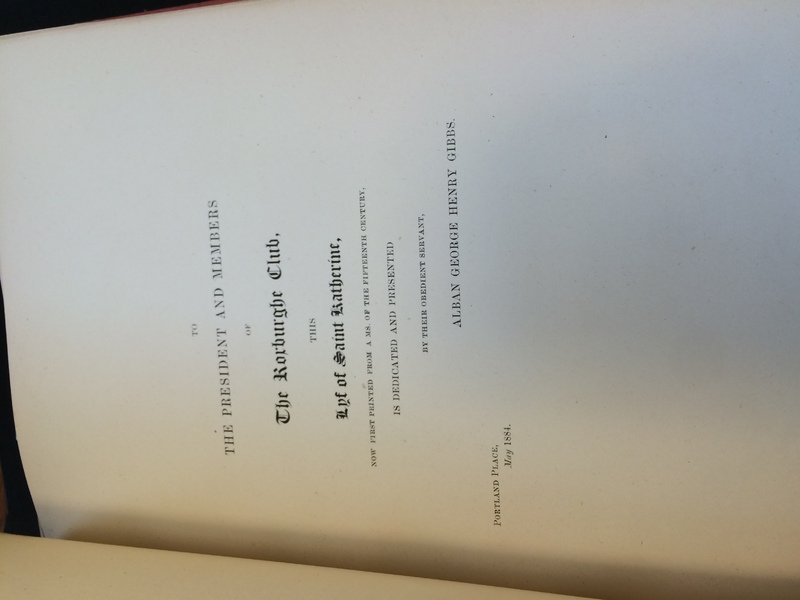 TO
THE PRESIDENT AND MEMBERS
OF
The Roxburghe Club,
THIS
Lyf of Saint Katherine,
NOW FIRST PRINTED FROM A MS. OF THE FIFTEENTH CENTURY,
IS DEDICATED AND PRESENTED
BY THEIR OBEDIENT SERVANT,
ALBAN GEORGE HENRY GIBBS.
PORTLAND PLACE,
May 1884.